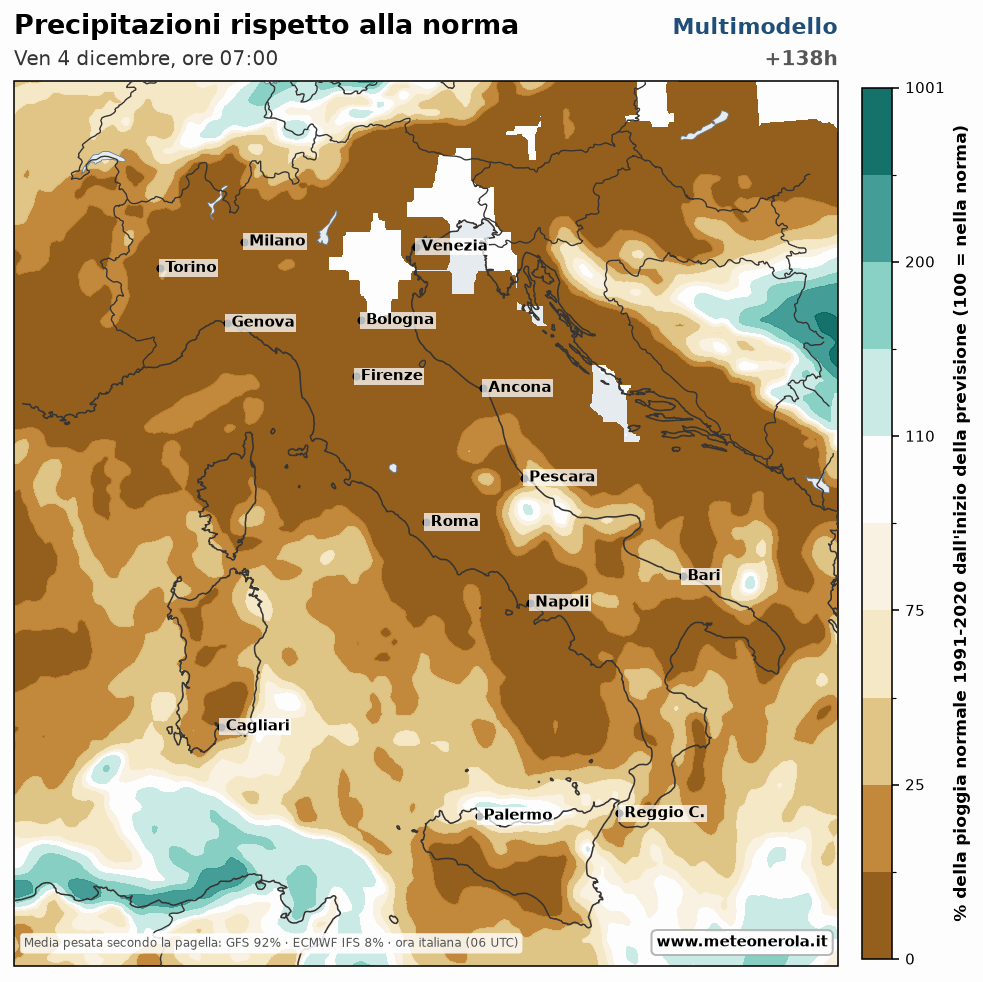 Precipitazioni rispetto alla norma
Multimodello
Ven 4 dicembre, ore 07:00
+138h
1001
200
110
75
25
0
% della pioggia normale 1991-2020 dall'inizio della previsione (100 = nella norma)
Milano
Venezia
Torino
Genova
Bologna
Firenze
Ancona
Pescara
Roma
Bari
Napoli
Cagliari
Palermo
Reggio C.
Media pesata secondo la pagella: GFS 92% · ECMWF IFS 8% · ora italiana (06 UTC)
www.meteonerola.it